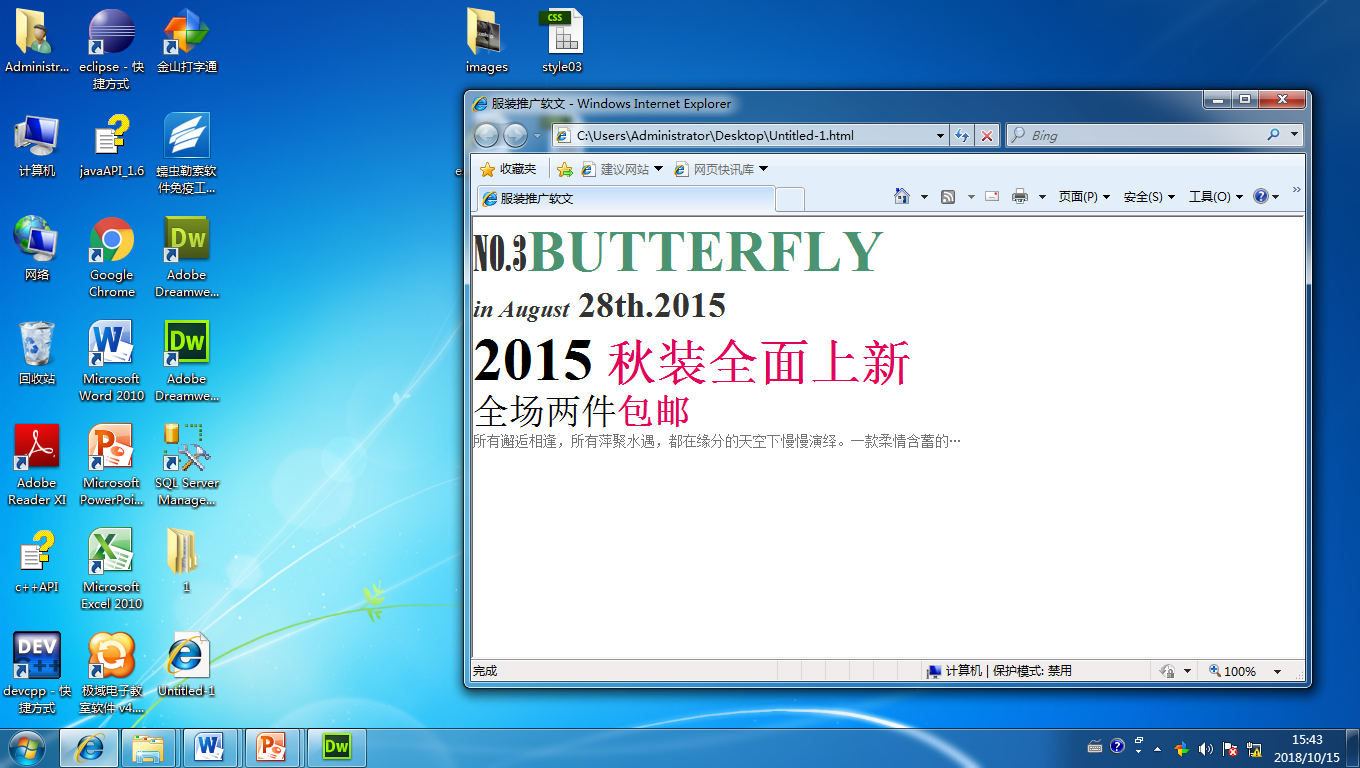 Administr...
eclipse - 快
捷方式
金山打字通
images
CSS
style03
计算机
javaAPI_1.6
蠕虫勒索软
件免疫工...
网络
Google
Chrome
Dw
Adobe
Dreamwe...
回收站
Microsoft
Word 2010
Dw
Adobe
Dreamwe...
Adobe
Reader XI
Microsoft
PowerPoi...
SQL Server
Manage...
c++API
Microsoft
Excel 2010
1
DEV
C++
devcpp - 快
捷方式
极域电子教
室软件 v4....
Untitled-1
服装推广软文 - Windows Internet Explorer
C:\Users\Administrator\Desktop\Untitled-1.html
Bing
收藏夹
建议网站
网页快讯库
服装推广软文
页面(P)
安全(S)
工具(O)
NO.3BUTTERFLY
in August 28th.2015
2015 秋装全面上新
全场两件包邮
所有邂逅相逢，所有萍聚水遇，都在缘分的天空下慢慢演绎。一款柔情含蓄的…
完成
计算机 | 保护模式: 禁用
100%
Dw
15:43
2018/10/15